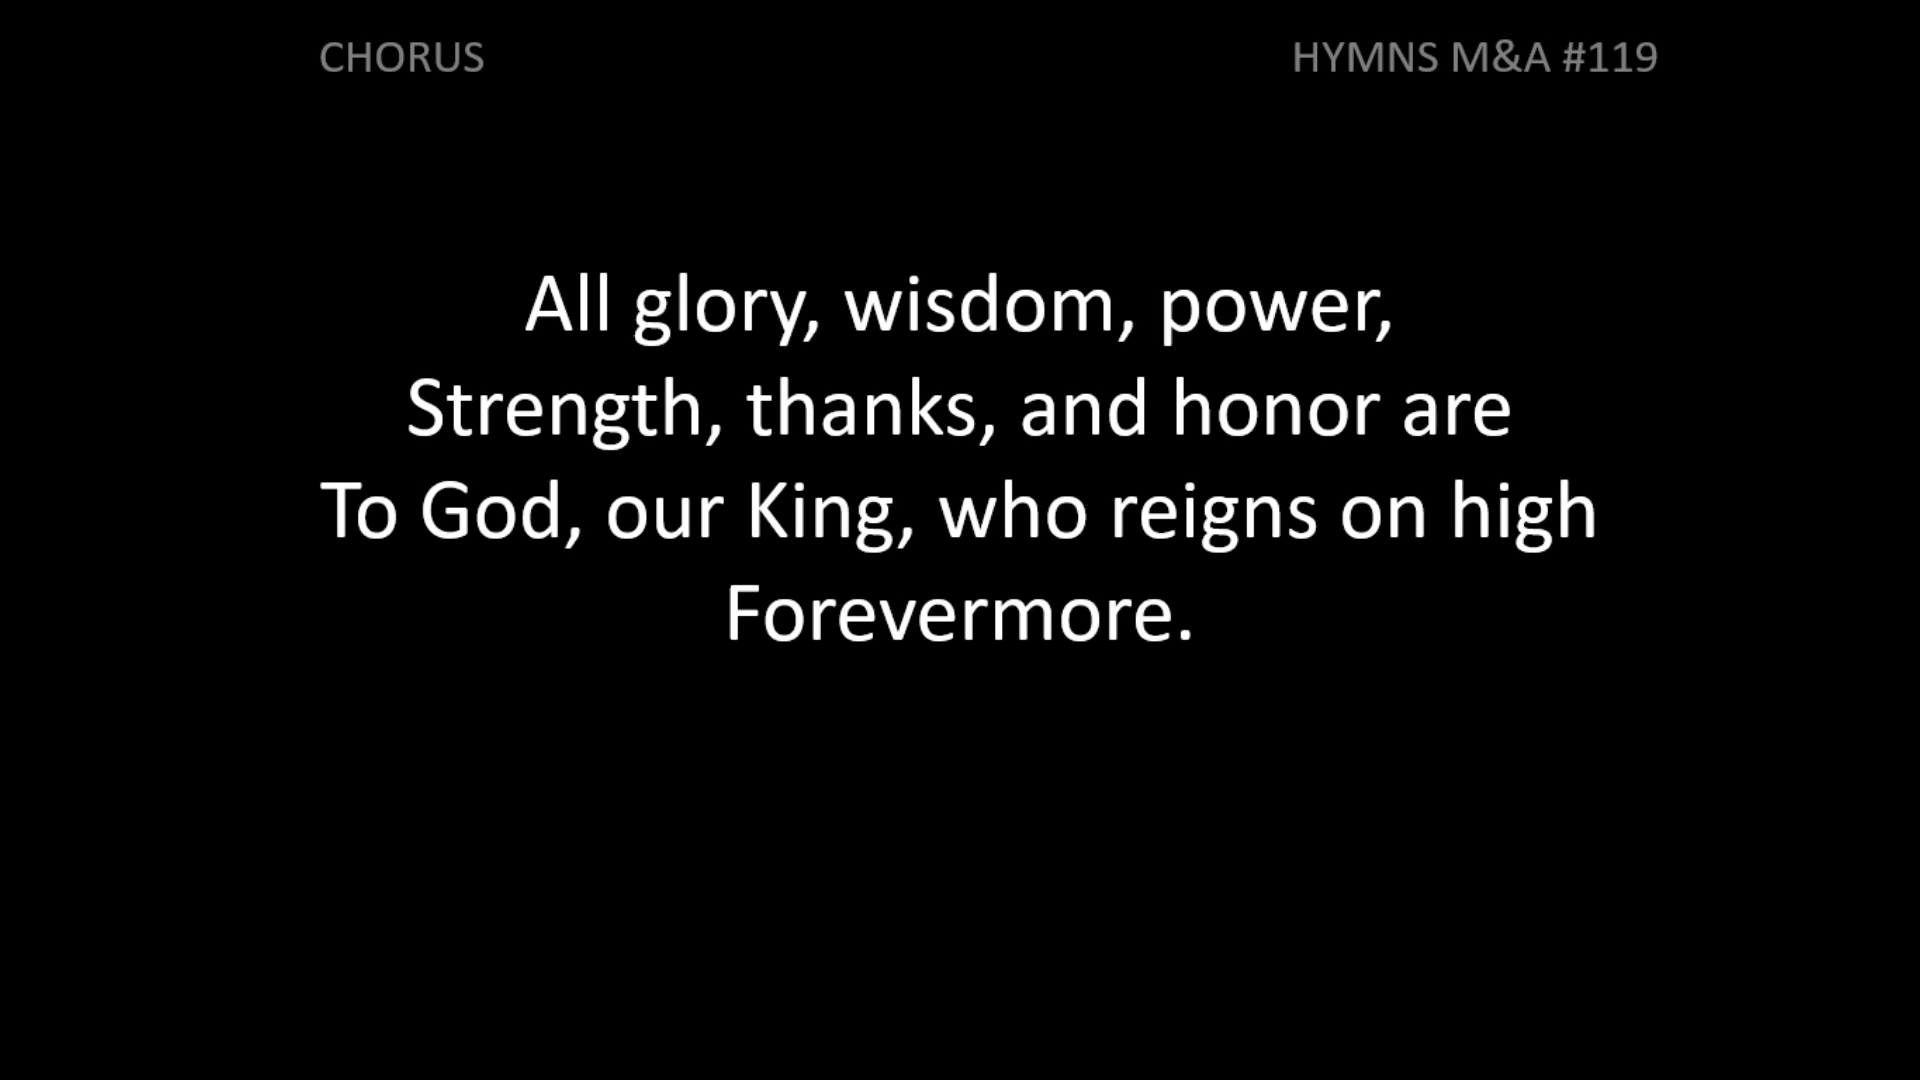 CHORUS HYMNS M&A #119
All glory, wisdom, power,
Strength, thanks, and honor are
To God, our King, who reigns on high
Forevermore.